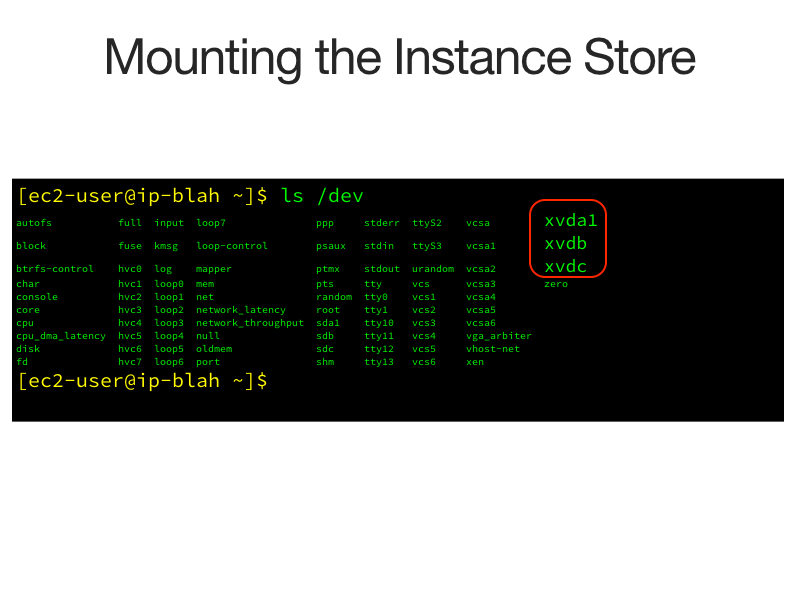 Mounting the Instance Store
[ec2-user@ip-blah ~]$ ls /dev
autofs full input loop7 ppp stderr ttyS2 vcsa xvda1
block fuse kmsg loop-control psaux stdin ttyS3 vcsa1 xvdb
btrfs-control hvc0 log mapper ptmx stdout urandom vcsa2 xvdc
char hvc1 loop0 mem pts tty vcs vcsa3 zero
console hvc2 loop1 net random tty0 vcs1 vcsa4
core hvc3 loop2 network_latency root tty1 vcs2 vcsa5
cpu hvc4 loop3 network_throughput sda1 tty10 vcs3 vcsa6
cpu_dma_latency hvc5 loop4 null sdb tty11 vcs4 vga_arbiter
disk hvc6 loop5 oldmem sdc tty12 vcs5 vhost-net
fd hvc7 loop6 port shm tty13 vcs6 xen
[ec2-user@ip-blah ~]$